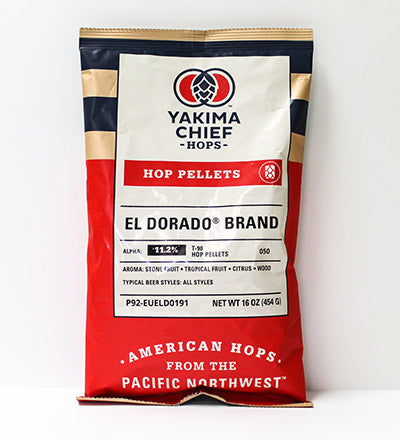 YAKIMA
CHIEF
-HOPS-
HOP PELLETS
EL DORADO® BRAND
ALPHA: 11.2% T-90 HOP PELLETS 050
AROMA: STONE FRUIT • TROPICAL FRUIT • CITRUS • WOOD
TYPICAL BEER STYLES: ALL STYLES
P92-EUELD0191 NET WT 16 OZ (454 G)
• AMERICAN HOPS •
FROM THE
PACIFIC NORTHWEST™